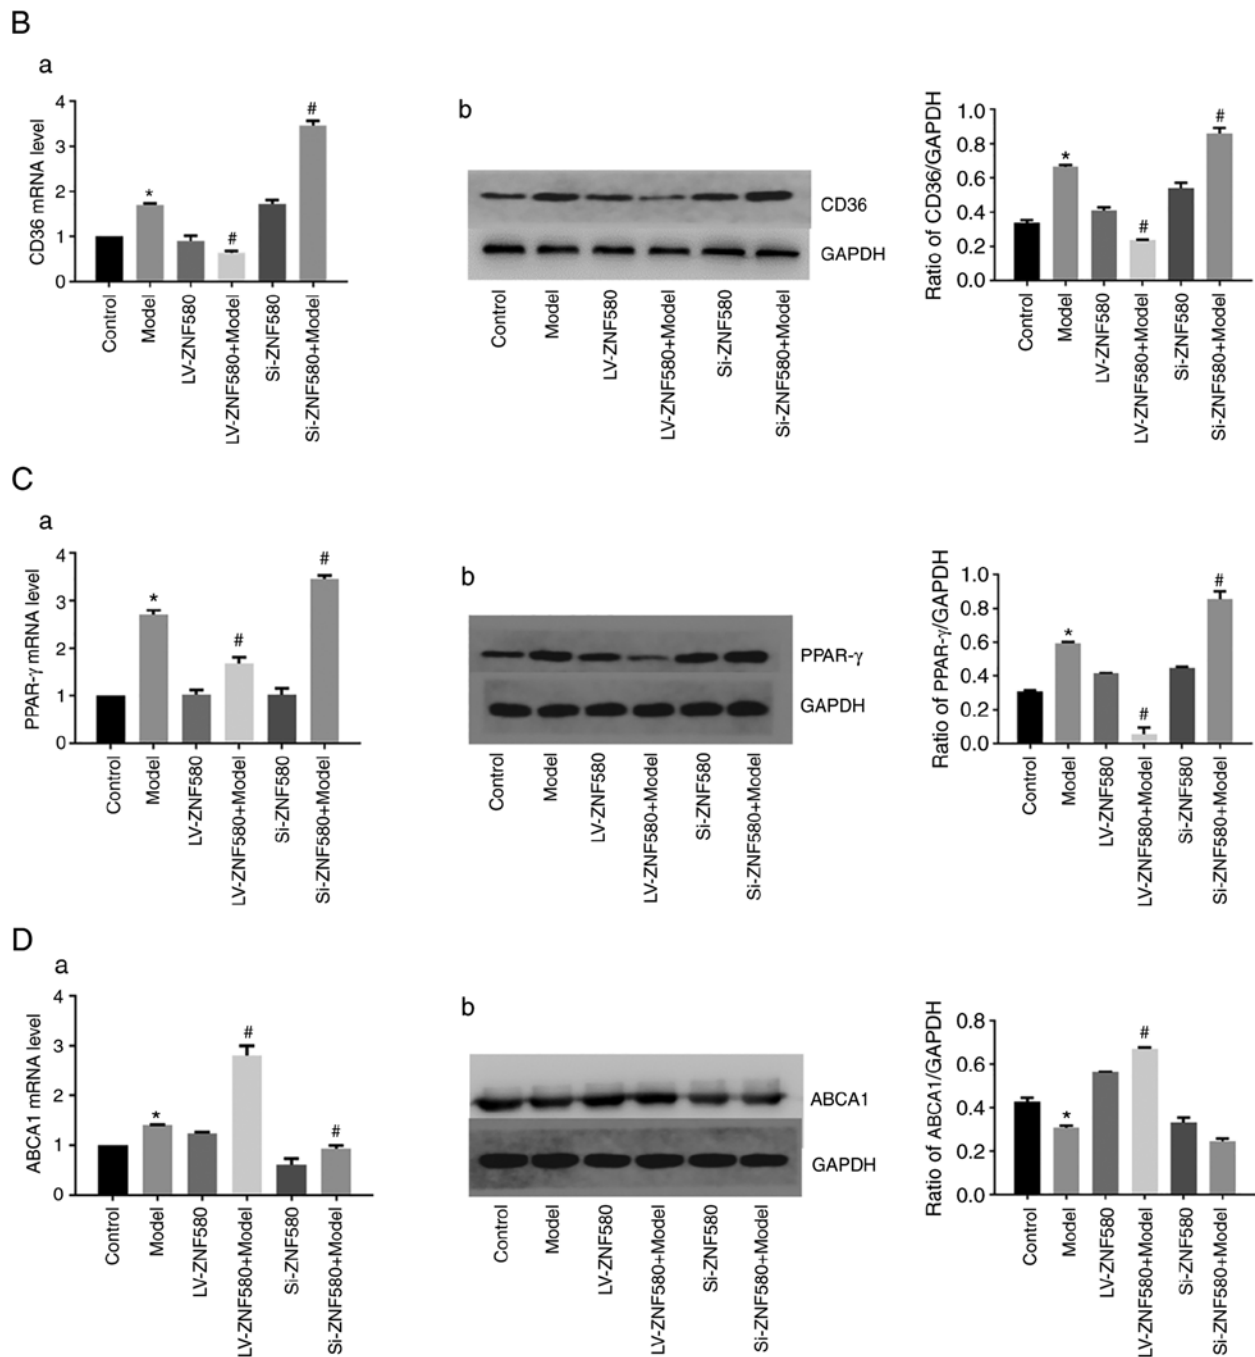 B
a
CD36 mRNA level
4
3
2
1
0
*
#
#
Control
Model
LV-ZNF580
LV-ZNF580+Model
Si-ZNF580
Si-ZNF580+Model
b
CD36
GAPDH
Control
Model
LV-ZNF580
LV-ZNF580+Model
Si-ZNF580
Si-ZNF580+Model
Ratio of CD36/GAPDH
1.0
0.8
0.6
0.4
0.2
0.0
*
#
#
Control
Model
LV-ZNF580
LV-ZNF580+Model
Si-ZNF580
Si-ZNF580+Model
C
a
PPAR-γ mRNA level
4
3
2
1
0
*
#
#
Control
Model
LV-ZNF580
LV-ZNF580+Model
Si-ZNF580
Si-ZNF580+Model
b
PPAR-γ
GAPDH
Control
Model
LV-ZNF580
LV-ZNF580+Model
Si-ZNF580
Si-ZNF580+Model
Ratio of PPAR-γ/GAPDH
1.0
0.8
0.6
0.4
0.2
0.0
*
#
#
Control
Model
LV-ZNF580
LV-ZNF580+Model
Si-ZNF580
Si-ZNF580+Model
D
a
ABCA1 mRNA level
4
3
2
1
0
*
#
#
Control
Model
LV-ZNF580
LV-ZNF580+Model
Si-ZNF580
Si-ZNF580+Model
b
ABCA1
GAPDH
Control
Model
LV-ZNF580
LV-ZNF580+Model
Si-ZNF580
Si-ZNF580+Model
Ratio of ABCA1/GAPDH
0.8
0.6
0.4
0.2
0.0
*
#
Control
Model
LV-ZNF580
LV-ZNF580+Model
Si-ZNF580
Si-ZNF580+Model